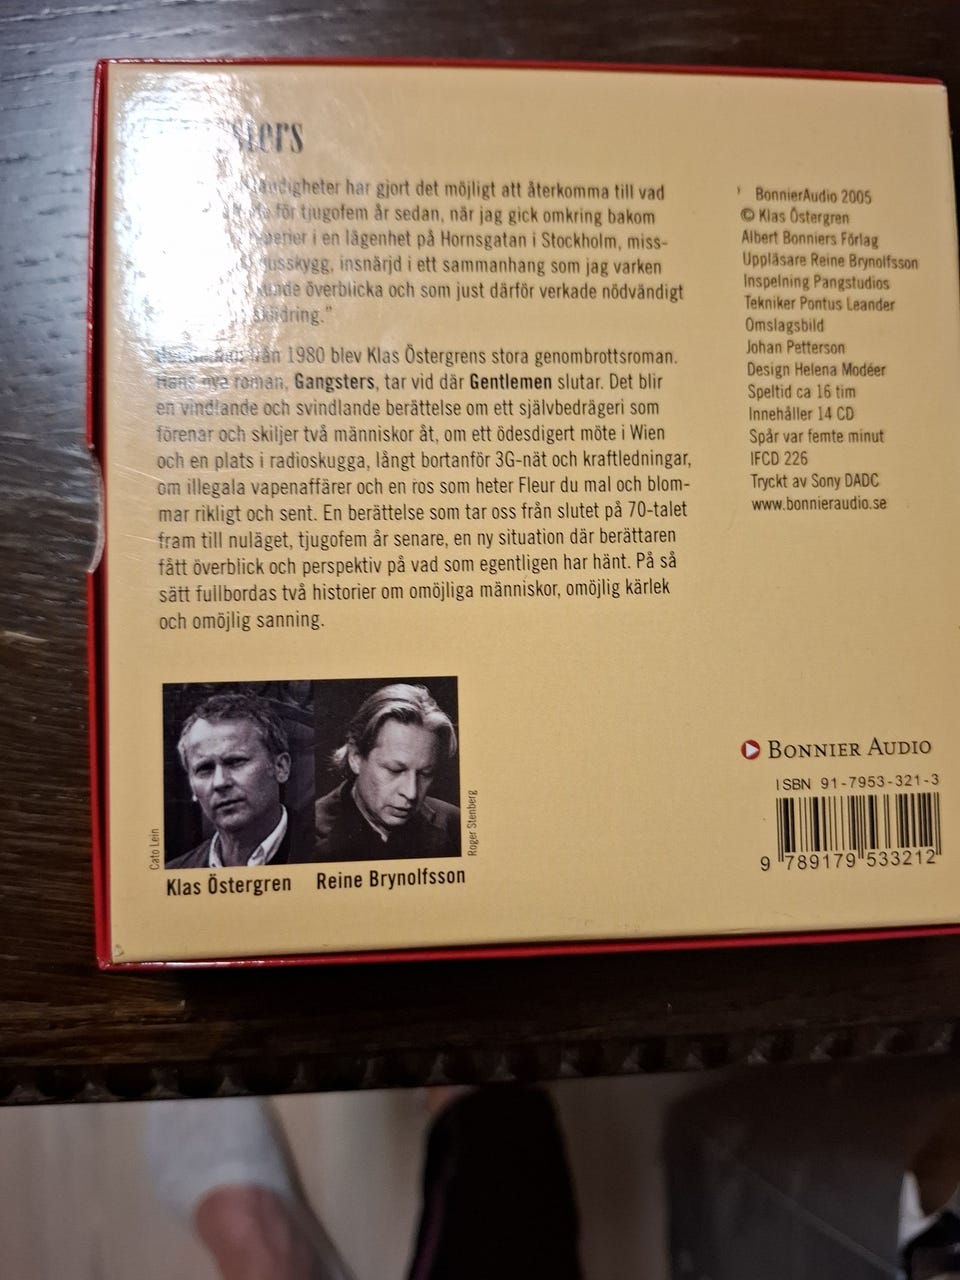 sters
har gjort det möjligt att återkomma till vad
för tjugofem år sedan, när jag gick omkring bakom
i en lägenhet på Hornsgatan i Stockholm, miss-
insnärjd i ett sammanhang som jag varken
kunde överblicka och som just därför verkade nödvändigt
skildring."
från 1980 blev Klas Östergrens stora genombrottsroman.
Hans nya roman, Gangsters, tar vid där Gentlemen slutar. Det blir
en vindlande och svindlande berättelse om ett självbedrägeri som
förenar och skiljer två människor åt, om ett ödesdigert möte i Wien
och en plats i radioskugga, långt bortanför 3G-nät och kraftledningar,
om illegala vapenaffärer och en ros som heter Fleur du mal och blom-
mar rikligt och sent. En berättelse som tar oss från slutet på 70-talet
fram till nuläget, tjugofem år senare, en ny situation där berättaren
fått överblick och perspektiv på vad som egentligen har hänt. På så
sätt fullbordas två historier om omöjliga människor, omöjlig kärlek
och omöjlig sanning.
Cato Lein
Roger Stenberg
Klas Östergren
Reine Brynolfsson
BonnierAudio 2005
© Klas Östergren
Albert Bonniers Förlag
Uppläsare Reine Brynolfsson
Inspelning Pangstudios
Tekniker Pontus Leander
Omslagsbild
Johan Petterson
Design Helena Modéer
Speltid ca 16 tim
Innehåller 14 CD
Spår var femte minut
IFCD 226
Tryckt av Sony DADC
www.bonnieraudio.se
BONNIER AUDIO
ISBN 91-7953-321-3
9 789179 533212